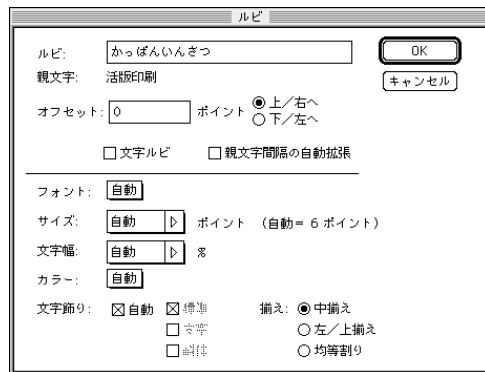 ルビ
ルビ: かっぱんいんさつ OK
親文字: 活版印刷 キャンセル
オフセット: 0 ポイント 上／右へ
下／左へ
文字ルビ 親文字間隔の自動拡張
フォント: 自動
サイズ: 自動 ポイント (自動= 6 ポイント)
文字幅: 自動 %
カラー: 自動
文字飾り: 自動 標準 揃え: 中揃え
左／上揃え
均等割り